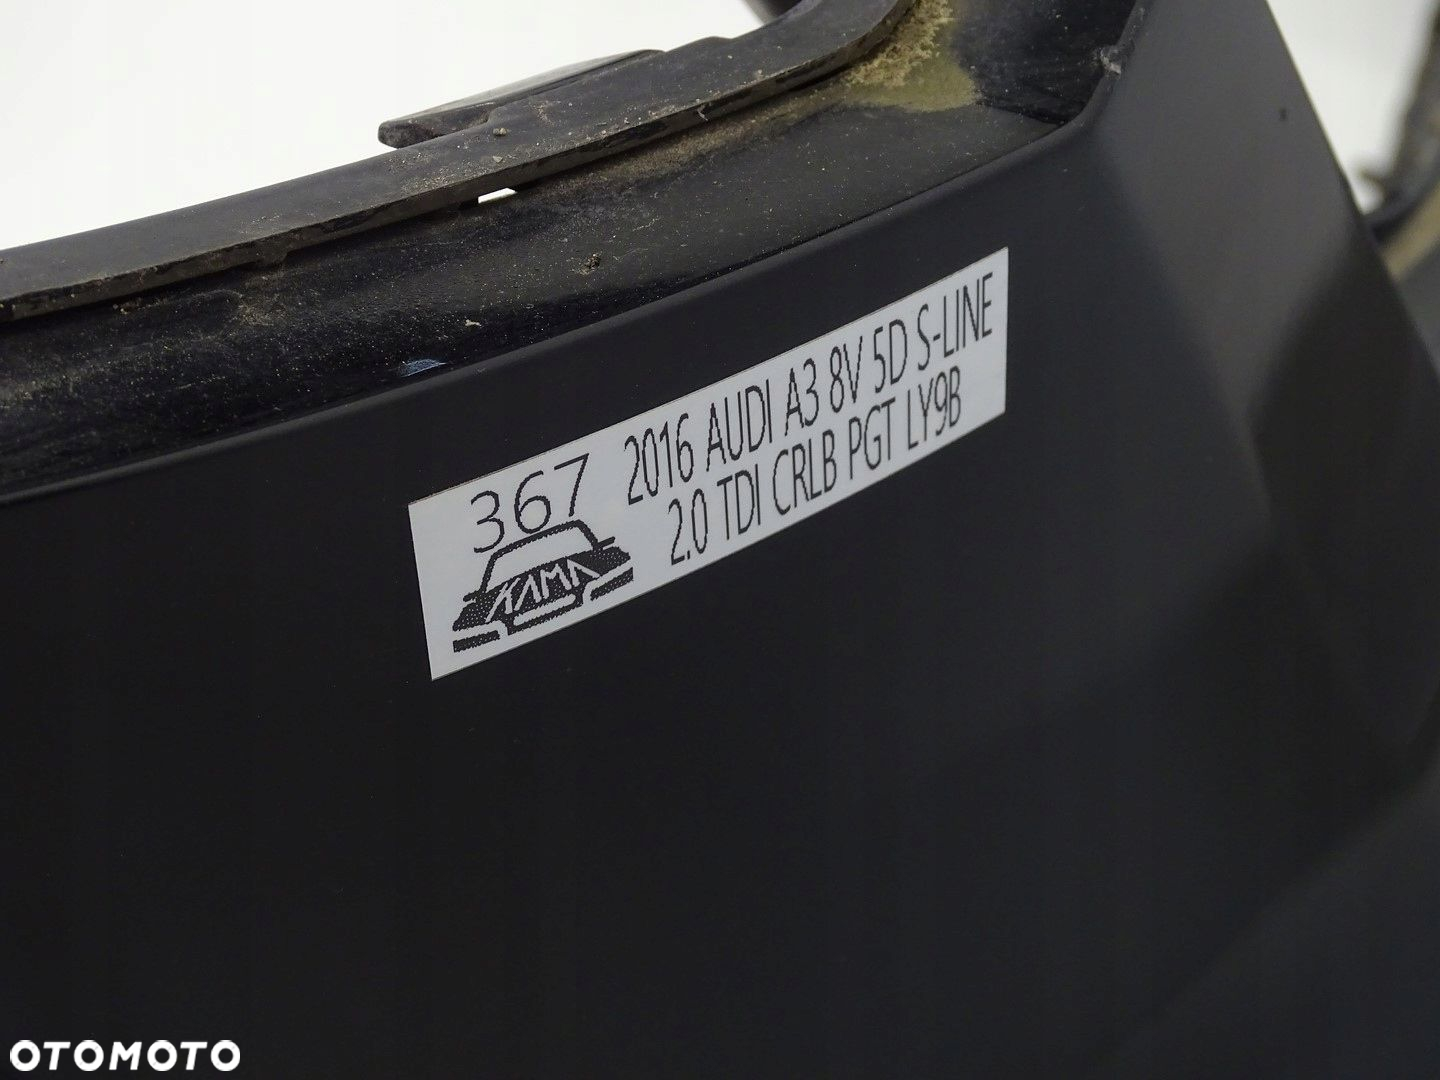 367 2016 AUDI A3 8V 5D S-LINE
2.0 TDI CRLB PGT LY9B
KAMA
OTOMOTO